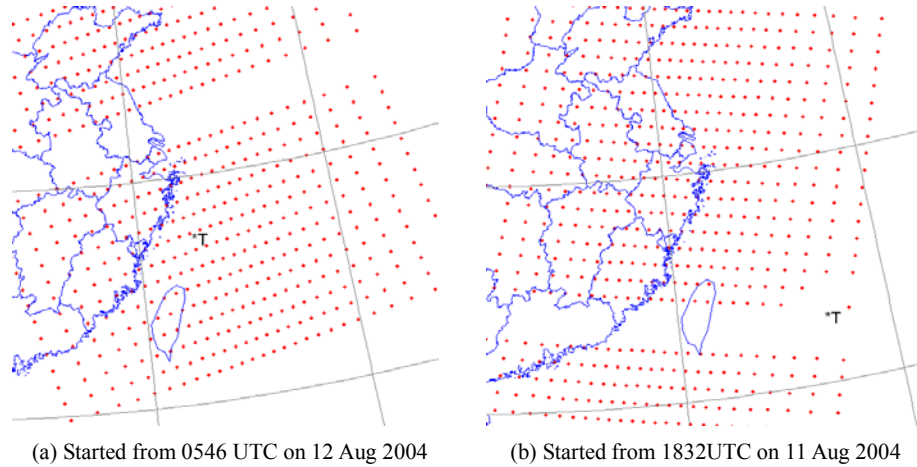 *T
*T
(a) Started from 0546 UTC on 12 Aug 2004
(b) Started from 1832UTC on 11 Aug 2004